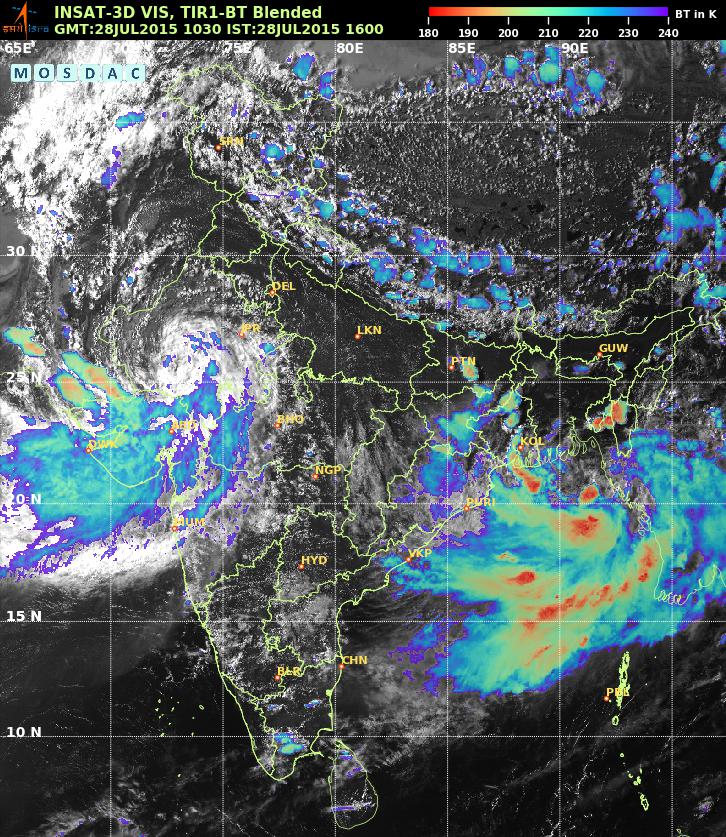 INSAT-3D VIS, TIR1-BT Blended
GMT:28JUL2015 1030 IST:28JUL2015 1600
BT in K
180 190 200 210 220 230 240
65E 70E 75E 80E 85E 90E
MOSDAC
SRN
30 N
DEL
JPR
LKN
GUW
PTN
25 N
BHO
DWK
KOL
NGP
20 N
PURI
MUM
VKP
HYD
15 N
CHN
BLR
PBL
10 N